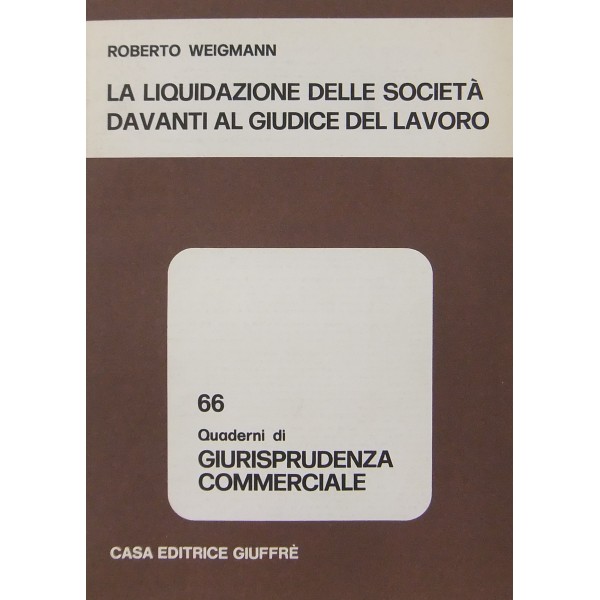 ROBERTO WEIGMANN
LA LIQUIDAZIONE DELLE SOCIETÀ
DAVANTI AL GIUDICE DEL LAVORO
66
Quaderni di
GIURISPRUDENZA
COMMERCIALE
CASA EDITRICE GIUFFRÈ